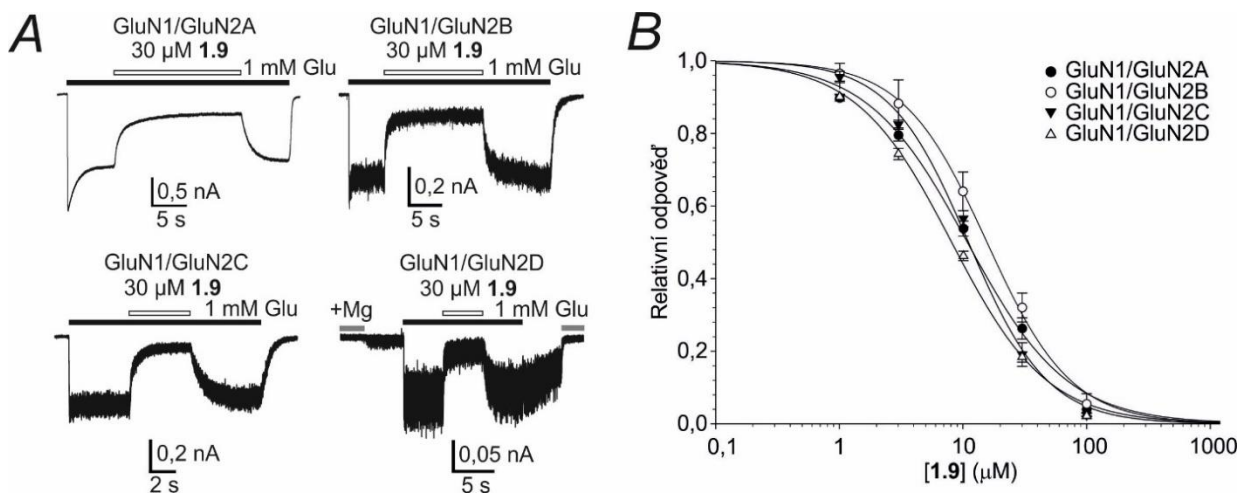 A
GluN1/GluN2A
30 µM 1.9
1 mM Glu
0,5 nA
5 s
GluN1/GluN2B
30 µM 1.9
1 mM Glu
0,2 nA
5 s
GluN1/GluN2C
30 µM 1.9
1 mM Glu
0,2 nA
2 s
GluN1/GluN2D
30 µM 1.9
+Mg
1 mM Glu
0,05 nA
5 s
B
Relativní odpověď
1,0
0,8
0,6
0,4
0,2
0,0
GluN1/GluN2A
GluN1/GluN2B
GluN1/GluN2C
GluN1/GluN2D
0,1 1 10 100 1000
[1.9] (µM)